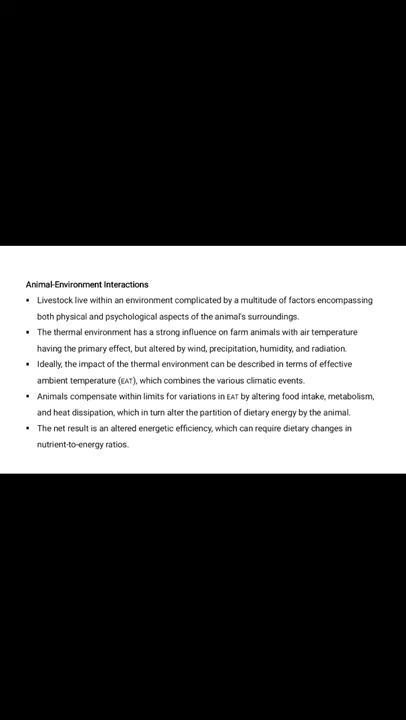 Animal-Environment Interactions
▪ Livestock live within an environment complicated by a multitude of factors encompassing
both physical and psychological aspects of the animal's surroundings.
▪ The thermal environment has a strong influence on farm animals with air temperature
having the primary effect, but altered by wind, precipitation, humidity, and radiation.
▪ Ideally, the impact of the thermal environment can be described in terms of effective
ambient temperature (EAT), which combines the various climatic events.
▪ Animals compensate within limits for variations in EAT by altering food intake, metabolism,
and heat dissipation, which in turn alter the partition of dietary energy by the animal.
▪ The net result is an altered energetic efficiency, which can require dietary changes in
nutrient-to-energy ratios.